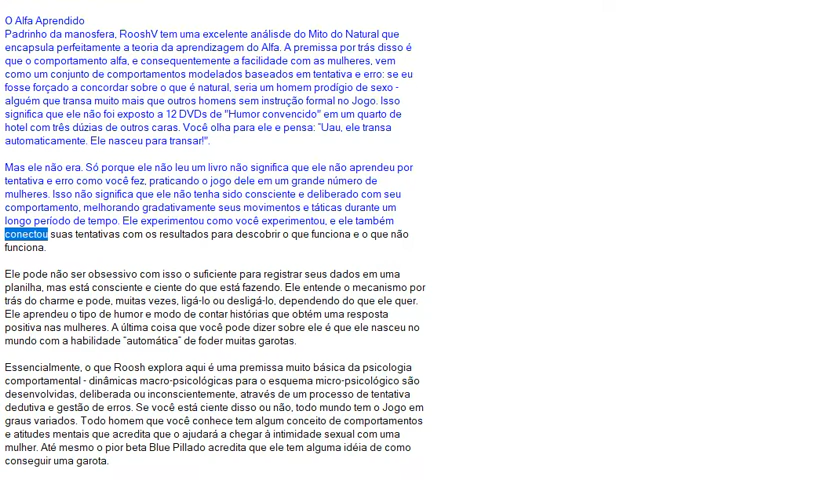 O Alfa Aprendido
Padrinho da manosfera, RooshV tem uma excelente análisde do Mito do Natural que
encapsula perfeitamente a teoria da aprendizagem do Alfa. A premissa por trás disso é
que o comportamento alfa, e consequentemente a facilidade com as mulheres, vem
como um conjunto de comportamentos modelados baseados em tentativa e erro: se eu
fosse forçado a concordar sobre o que é natural, seria um homem prodígio de sexo -
alguém que transa muito mais que outros homens sem instrução formal no Jogo. Isso
significa que ele não foi exposto a 12 DVDs de "Humor convencido" em um quarto de
hotel com três dúzias de outros caras. Você olha para ele e pensa: "Uau, ele transa
automaticamente. Ele nasceu para transar!".

Mas ele não era. Só porque ele não leu um livro não significa que ele não aprendeu por
tentativa e erro como você fez, praticando o jogo dele em um grande número de
mulheres. Isso não significa que ele não tenha sido consciente e deliberado com seu
comportamento, melhorando gradativamente seus movimentos e táticas durante um
longo período de tempo. Ele experimentou como você experimentou, e ele também
conectou suas tentativas com os resultados para descobrir o que funciona e o que não
funciona.

Ele pode não ser obsessivo com isso o suficiente para registrar seus dados em uma
planilha, mas está consciente e ciente do que está fazendo. Ele entende o mecanismo por
trás do charme e pode, muitas vezes, ligá-lo ou desligá-lo, dependendo do que ele quer.
Ele aprendeu o tipo de humor e modo de contar histórias que obtém uma resposta
positiva nas mulheres. A última coisa que você pode dizer sobre ele é que ele nasceu no
mundo com a habilidade "automática" de foder muitas garotas.

Essencialmente, o que Roosh explora aqui é uma premissa muito básica da psicologia
comportamental - dinâmicas macro-psicológicas para o esquema micro-psicológico são
desenvolvidas, deliberada ou inconscientemente, através de um processo de tentativa
dedutiva e gestão de erros. Se você está ciente disso ou não, todo mundo tem o Jogo em
graus variados. Todo homem que você conhece tem algum conceito de comportamentos
e atitudes mentais que acredita que o ajudará a chegar à intimidade sexual com uma
mulher. Até mesmo o pior beta Blue Pillado acredita que ele tem alguma idéia de como
conseguir uma garota.